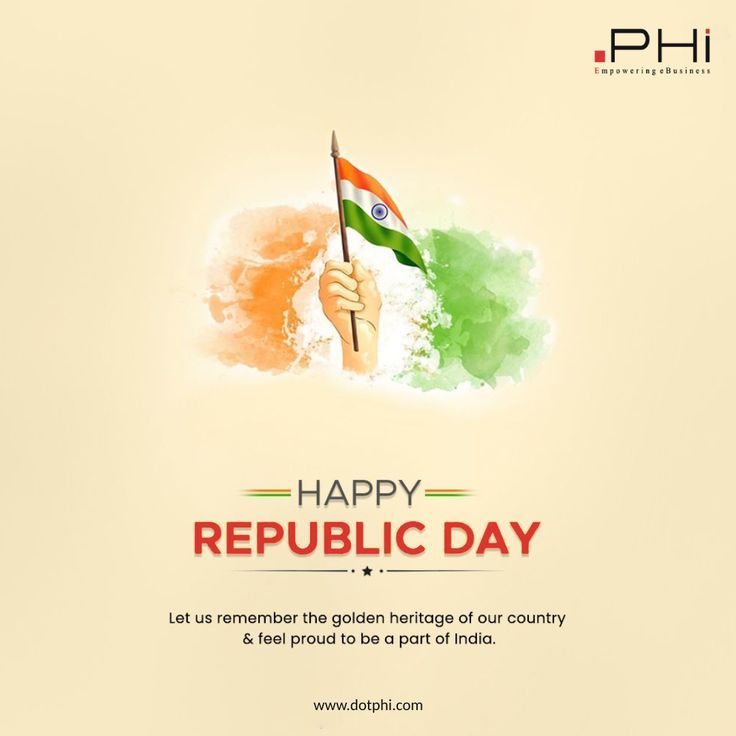 .PHi
Empowering eBusiness
HAPPY
REPUBLIC DAY
Let us remember the golden heritage of our country
& feel proud to be a part of India.
www.dotphi.com